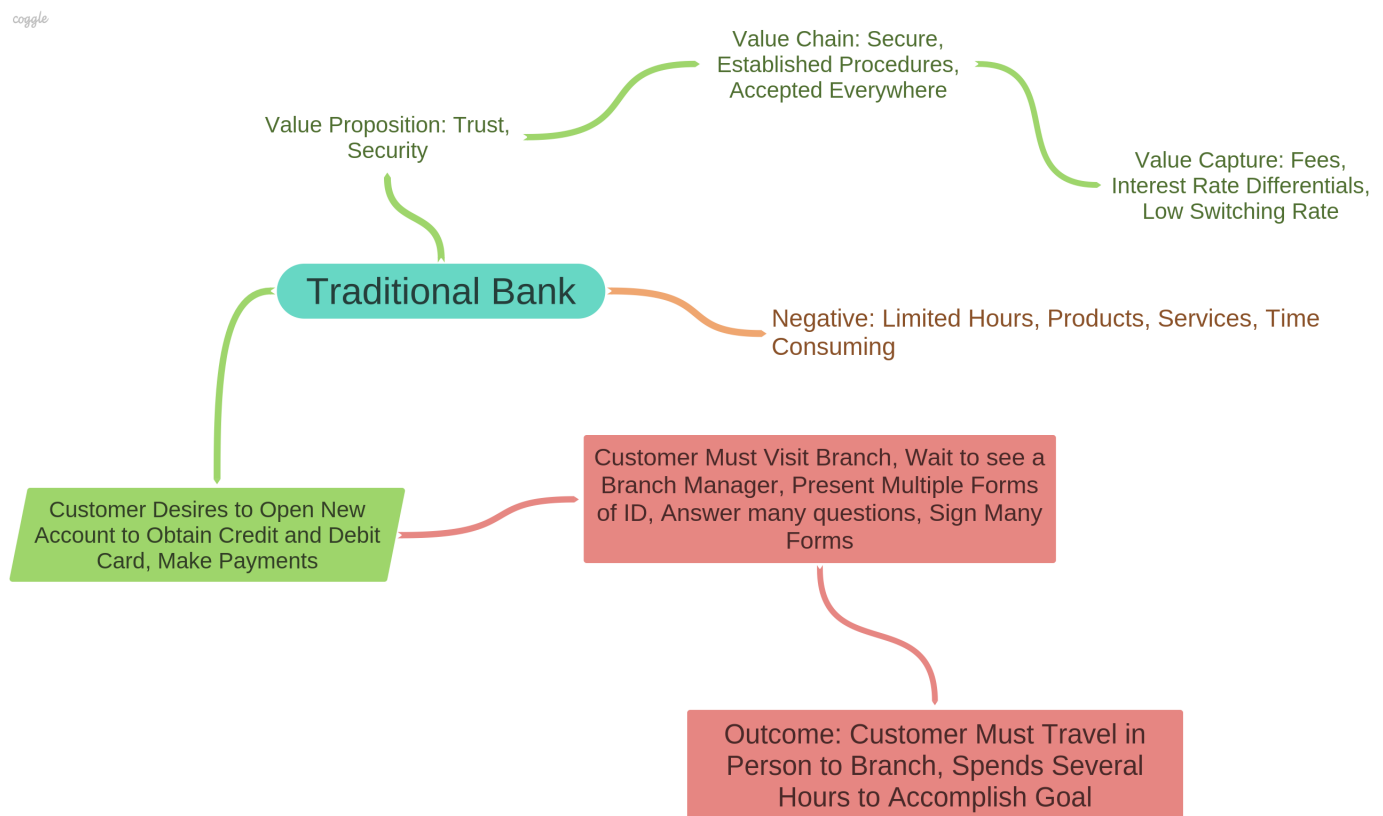 coggle
Value Chain: Secure,
Established Procedures,
Accepted Everywhere
Value Proposition: Trust,
Security
Value Capture: Fees,
Interest Rate Differentials,
Low Switching Rate
Traditional Bank
Negative: Limited Hours, Products, Services, Time
Consuming
Customer Must Visit Branch, Wait to see a
Branch Manager, Present Multiple Forms
of ID, Answer many questions, Sign Many
Forms
Customer Desires to Open New
Account to Obtain Credit and Debit
Card, Make Payments
Outcome: Customer Must Travel in
Person to Branch, Spends Several
Hours to Accomplish Goal